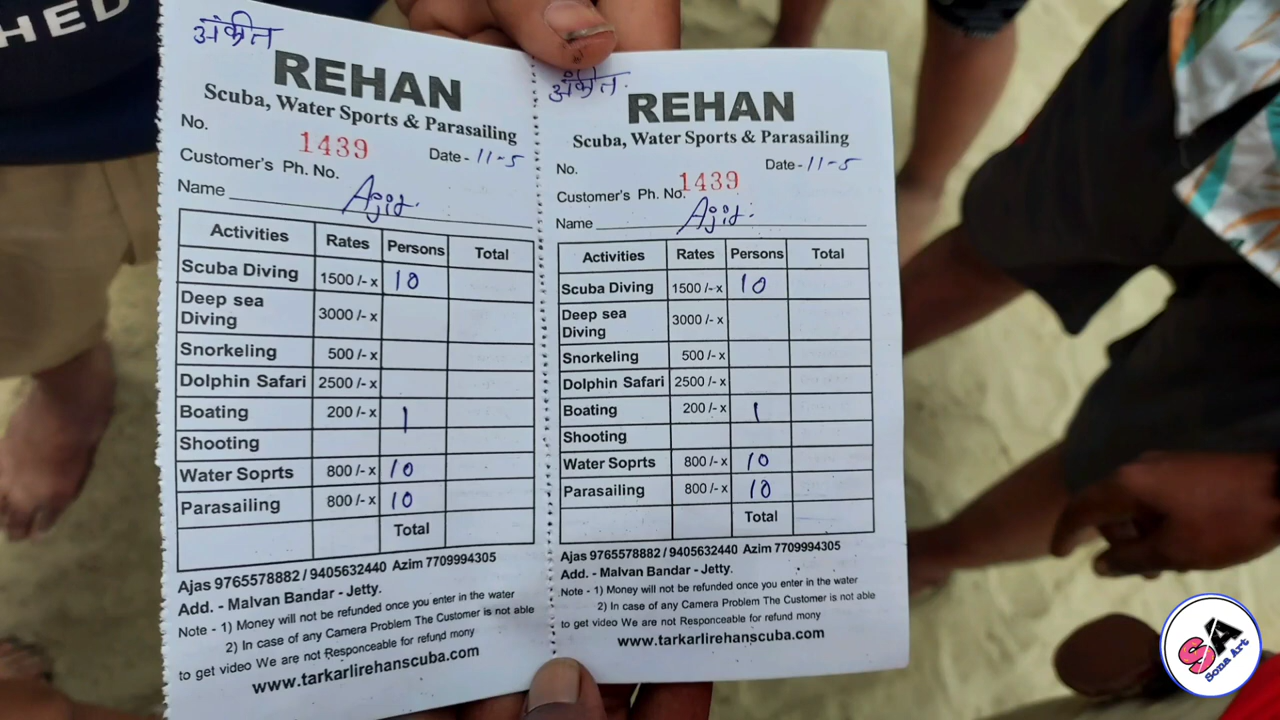 HED
अंकीत
REHAN
Scuba, Water Sports & Parasailing
No. 1439 Date - 11-5
Customer's Ph. No.
Name Ajit.
Activities Rates Persons Total
Scuba Diving 1500 /- x 10
Deep sea Diving 3000 /- x
Snorkeling 500 /- x
Dolphin Safari 2500 /- x
Boating 200 /- x 1
Shooting
Water Soprts 800 /- x 10
Parasailing 800 /- x 10
Total
Ajas 9765578882 / 9405632440 Azim 7709994305
Add. - Malvan Bandar - Jetty.
Note - 1) Money will not be refunded once you enter in the water
2) In case of any Camera Problem The Customer is not able
to get video We are not Responceable for refund mony
www.tarkarlirehanscuba.com
अंकीत.
REHAN
Scuba, Water Sports & Parasailing
No. 1439 Date - 11-5
Customer's Ph. No.
Name Ajit.
Activities Rates Persons Total
Scuba Diving 1500 /- x 10
Deep sea Diving 3000 /- x
Snorkeling 500 /- x
Dolphin Safari 2500 /- x
Boating 200 /- x 1
Shooting
Water Soprts 800 /- x 10
Parasailing 800 /- x 10
Total
Ajas 9765578882 / 9405632440 Azim 7709994305
Add. - Malvan Bandar - Jetty.
Note - 1) Money will not be refunded once you enter in the water
2) In case of any Camera Problem The Customer is not able
to get video We are not Responceable for refund mony
www.tarkarlirehanscuba.com
SA
Sona Art